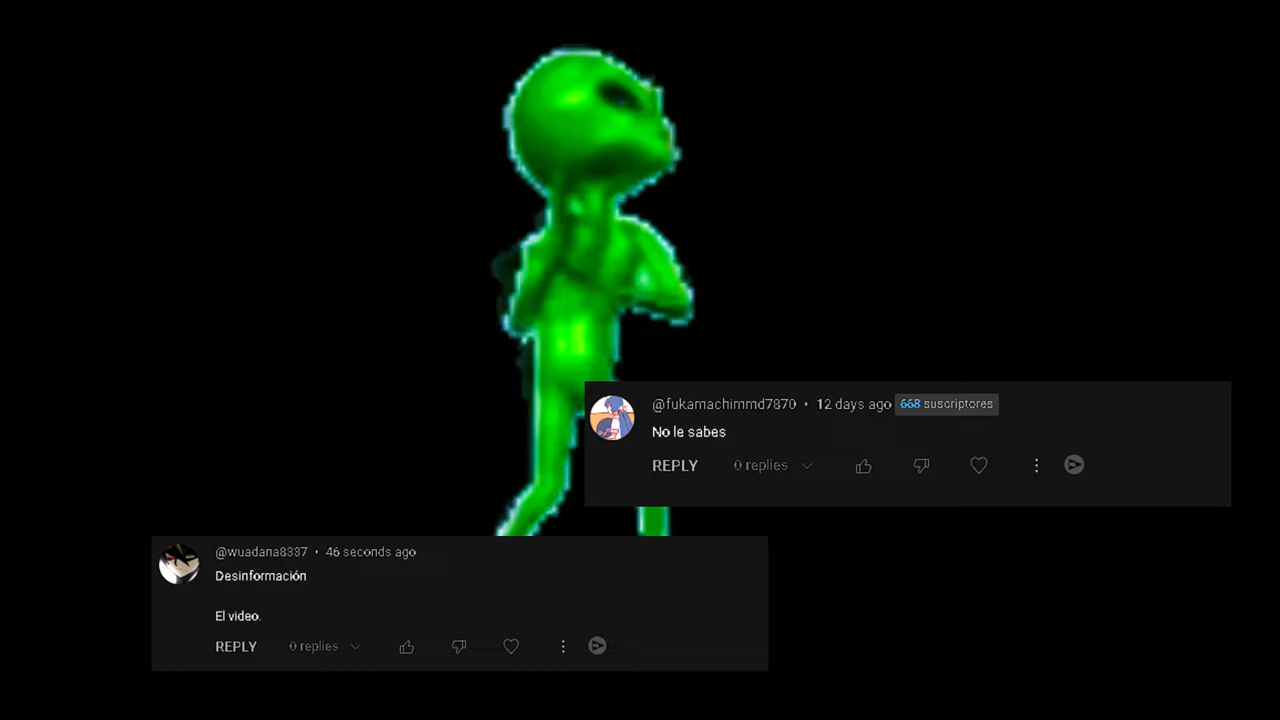 @fukamachimmd7870 • 12 days ago 668 suscriptores
No le sabes
REPLY 0 replies
@wuadana8337 • 46 seconds ago
Desinformación
El video.
REPLY 0 replies